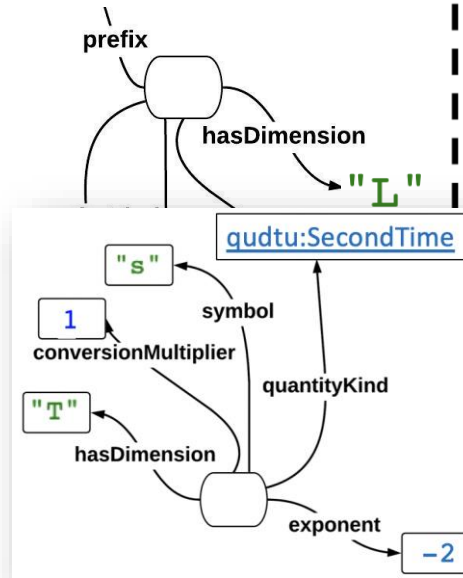 prefix
hasDimension
"L"
qudtu:SecondTime
"s"
symbol
1
conversionMultiplier
quantityKind
"T"
hasDimension
exponent
-2